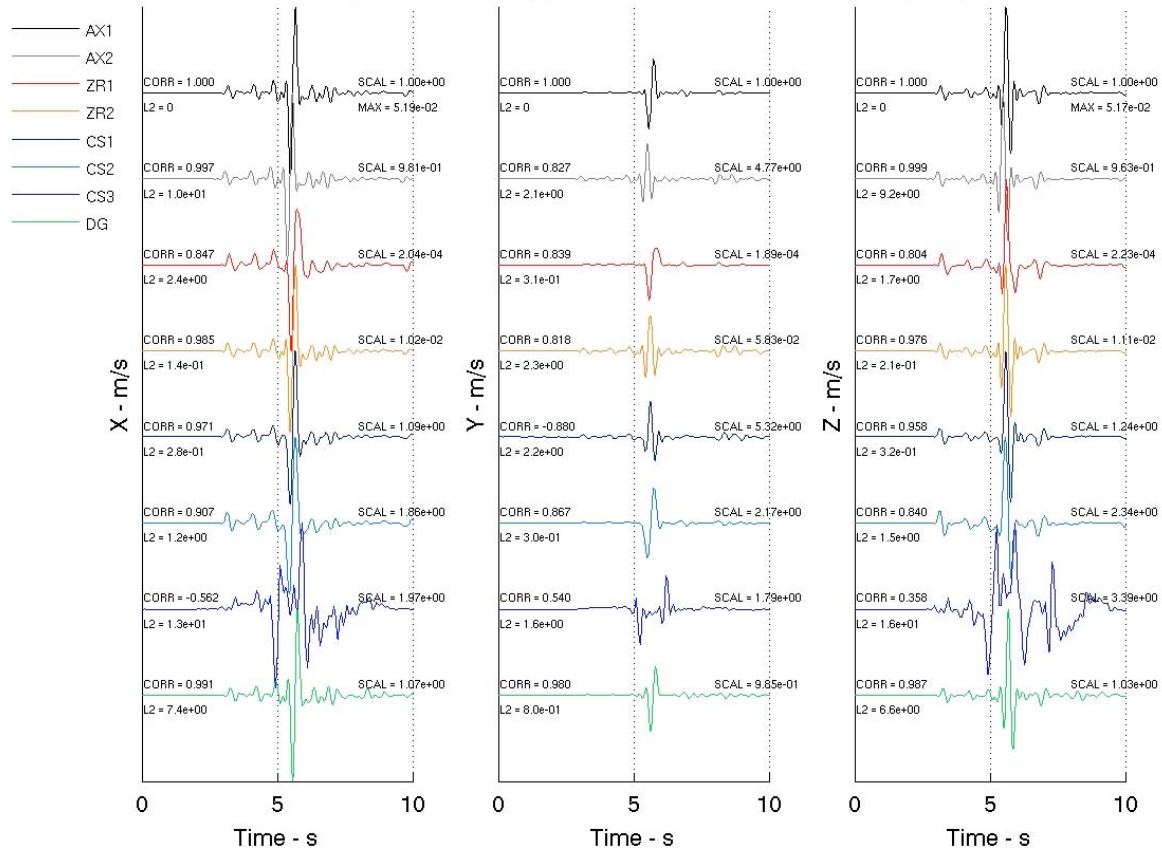 AX1
AX2
ZR1
ZR2
CS1
CS2
CS3
DG
X - m/s
CORR = 1.000
SCAL = 1.00e+00
L2 = 0
MAX = 5.19e-02
CORR = 0.997
SCAL = 9.81e-01
L2 = 1.0e+01
CORR = 0.847
SCAL = 2.04e-04
L2 = 2.4e+00
CORR = 0.985
SCAL = 1.02e-02
L2 = 1.4e-01
CORR = 0.971
SCAL = 1.09e+00
L2 = 2.8e-01
CORR = 0.907
SCAL = 1.86e+00
L2 = 1.2e+00
CORR = -0.562
SCAL = 1.97e+00
L2 = 1.3e+01
CORR = 0.991
SCAL = 1.07e+00
L2 = 7.4e+00
0 5 10
Time - s
Y - m/s
CORR = 1.000
SCAL = 1.00e+00
L2 = 0
CORR = 0.827
SCAL = 4.77e+00
L2 = 2.1e+00
CORR = 0.839
SCAL = 1.89e-04
L2 = 3.1e-01
CORR = 0.818
SCAL = 5.83e-02
L2 = 2.3e+00
CORR = -0.880
SCAL = 5.32e+00
L2 = 2.2e+00
CORR = 0.867
SCAL = 2.17e+00
L2 = 3.0e-01
CORR = 0.540
SCAL = 1.79e+00
L2 = 1.6e+00
CORR = 0.980
SCAL = 9.85e-01
L2 = 8.0e-01
0 5 10
Time - s
Z - m/s
CORR = 1.000
SCAL = 1.00e+00
L2 = 0
MAX = 5.17e-02
CORR = 0.999
SCAL = 9.63e-01
L2 = 9.2e+00
CORR = 0.804
SCAL = 2.23e-04
L2 = 1.7e+00
CORR = 0.976
SCAL = 1.11e-02
L2 = 2.1e-01
CORR = 0.958
SCAL = 1.24e+00
L2 = 3.2e-01
CORR = 0.840
SCAL = 2.34e+00
L2 = 1.5e+00
CORR = 0.358
SCAL = 3.39e+00
L2 = 1.6e+01
CORR = 0.987
SCAL = 1.03e+00
L2 = 6.6e+00
0 5 10
Time - s